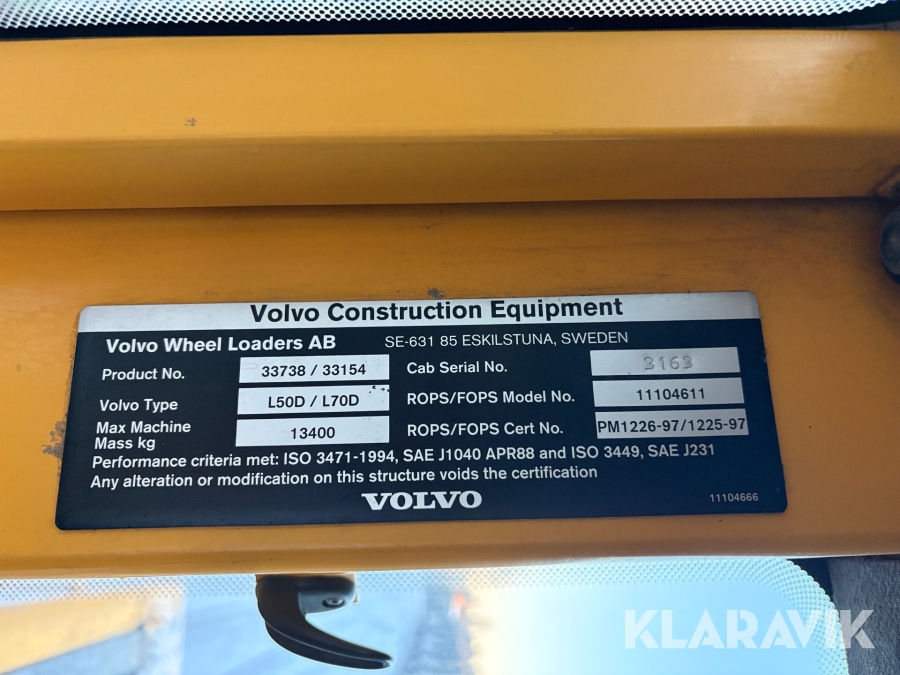 Volvo Construction Equipment
Volvo Wheel Loaders AB SE-631 85 ESKILSTUNA, SWEDEN
Product No. 33738 / 33154 Cab Serial No. 3163
Volvo Type L50D / L70D ROPS/FOPS Model No. 11104611
Max Machine
Mass kg 13400 ROPS/FOPS Cert No. PM1226-97/1225-97
Performance criteria met: ISO 3471-1994, SAE J1040 APR88 and ISO 3449, SAE J231
Any alteration or modification on this structure voids the certification
VOLVO 11104666
KLARAVIK